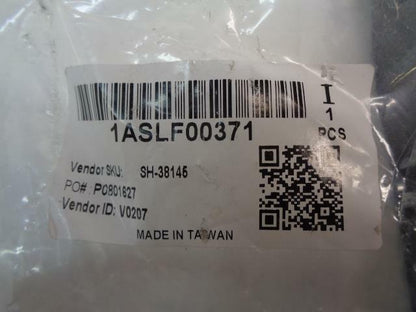 1ASLF00371
I
1
PCS
Vendor SKU: SH-38145
PO#: P0801627
Vendor ID: V0207
MADE IN TAIWAN